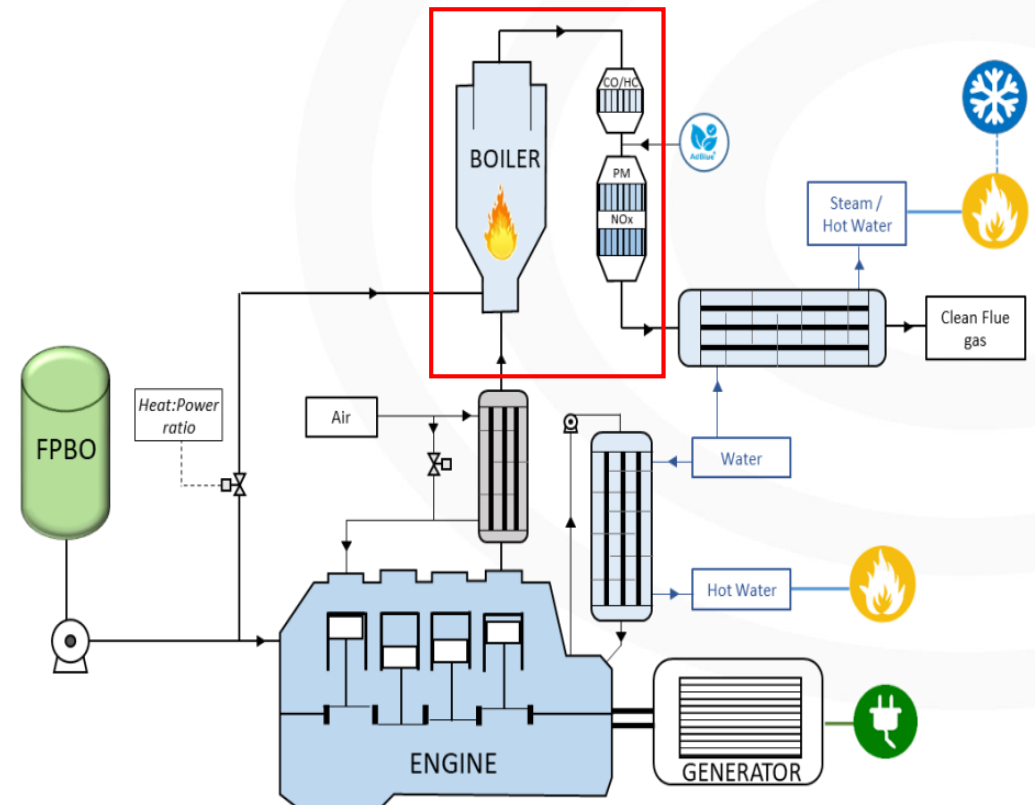 CO/HC
BOILER
AdBlue
PM
NOx
Steam /
Hot Water
Clean Flue
gas
Heat:Power
ratio
Air
FPBO
Water
Hot Water
ENGINE
GENERATOR